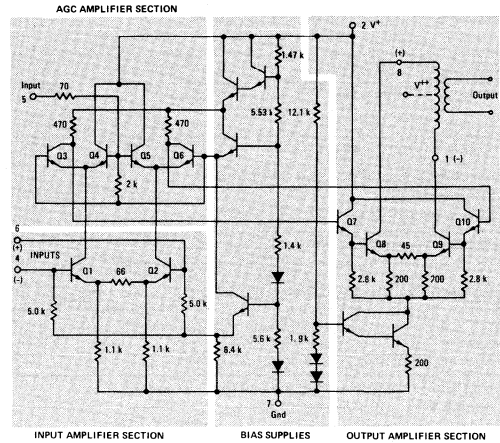 AGC AMPLIFIER SECTION
2 V+
(+)
8
1.47 k
Input
5
70
V++
Output
470
470
5.53 k
12.1 k
Q3
Q4
Q5
Q6
1 (-)
2 k
Q7
Q8
45
Q9
Q10
6
(+)
INPUTS
4
(-)
Q1
66
Q2
1.4 k
2.8 k
200
200
2.8 k
5.0 k
5.0 k
1.1 k
1.1 k
8.4 k
5.6 k
1.9 k
200
7
Gnd
INPUT AMPLIFIER SECTION
BIAS SUPPLIES
OUTPUT AMPLIFIER SECTION